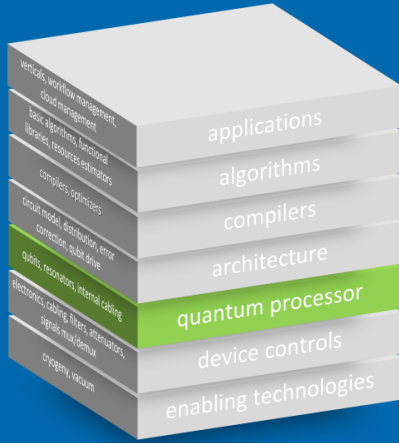 verticals, workflow management,
cloud management
applications
basic algorithms, functional
libraries, resources estimators
algorithms
compilers, optimizers
compilers
circuit model, distribution, error
correction, qubit drive
architecture
qubits, resonators, internal cabling
quantum processor
electronics, cabling, filters, attenuators,
signals mux/demux
device controls
cryogeny, vacuum
enabling technologies